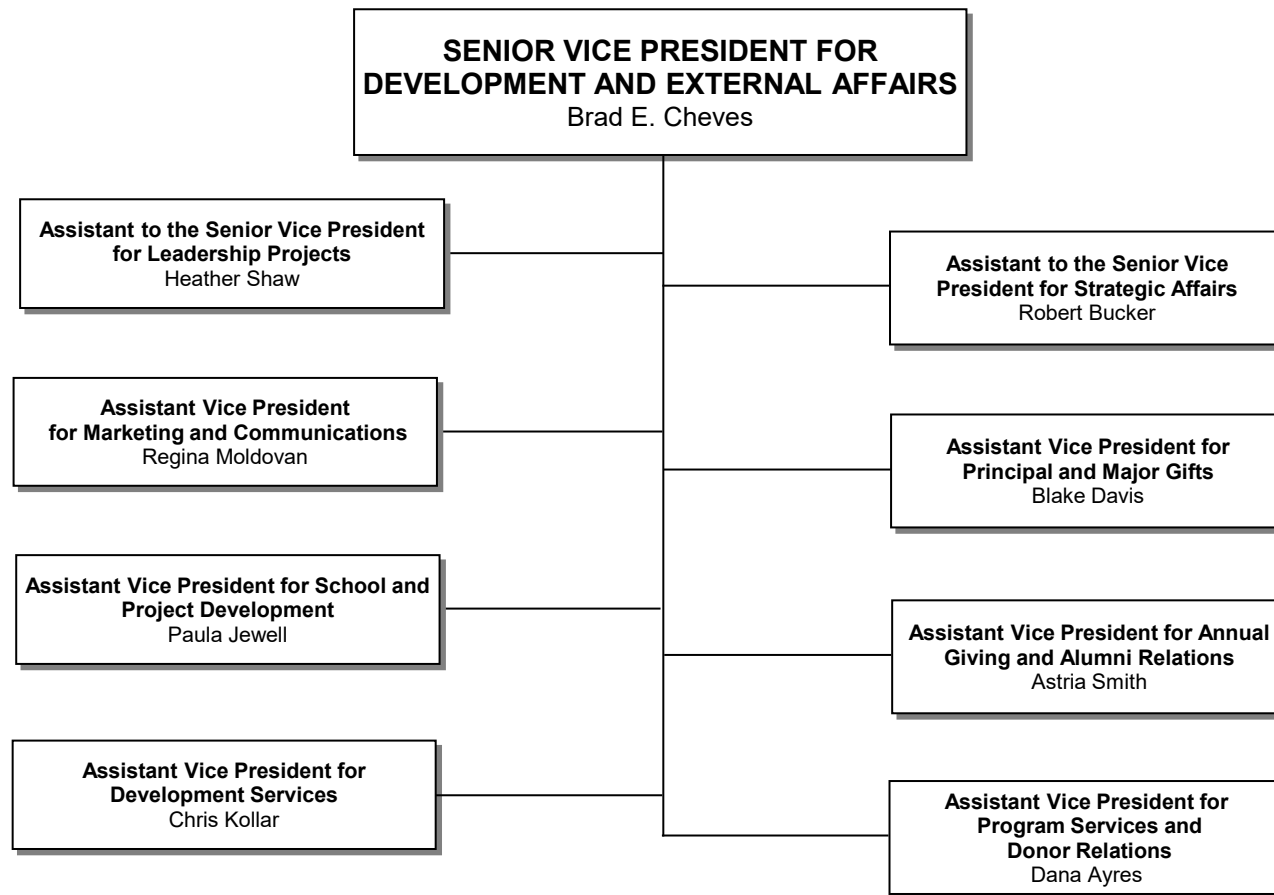 SENIOR VICE PRESIDENT FOR
DEVELOPMENT AND EXTERNAL AFFAIRS
Brad E. Cheves
Assistant to the Senior Vice President
for Leadership Projects
Heather Shaw
Assistant to the Senior Vice
President for Strategic Affairs
Robert Bucker
Assistant Vice President
for Marketing and Communications
Regina Moldovan
Assistant Vice President for
Principal and Major Gifts
Blake Davis
Assistant Vice President for School and
Project Development
Paula Jewell
Assistant Vice President for Annual
Giving and Alumni Relations
Astria Smith
Assistant Vice President for
Development Services
Chris Kollar
Assistant Vice President for
Program Services and
Donor Relations
Dana Ayres